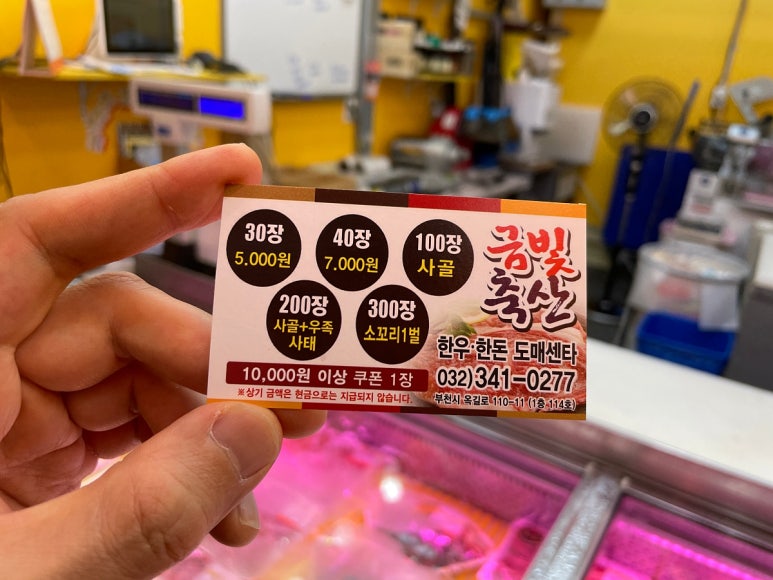 30장
5.000원
40장
7.000원
100장
사골
200장
사골+우족
사태
300장
소꼬리1벌
10,000원 이상 쿠폰 1장
※상기 금액은 현금으로는 지급되지 않습니다.
금빛
축산
한우·한돈 도매센타
032)341-0277
부천시 옥길로 110-11 (1층 114호)